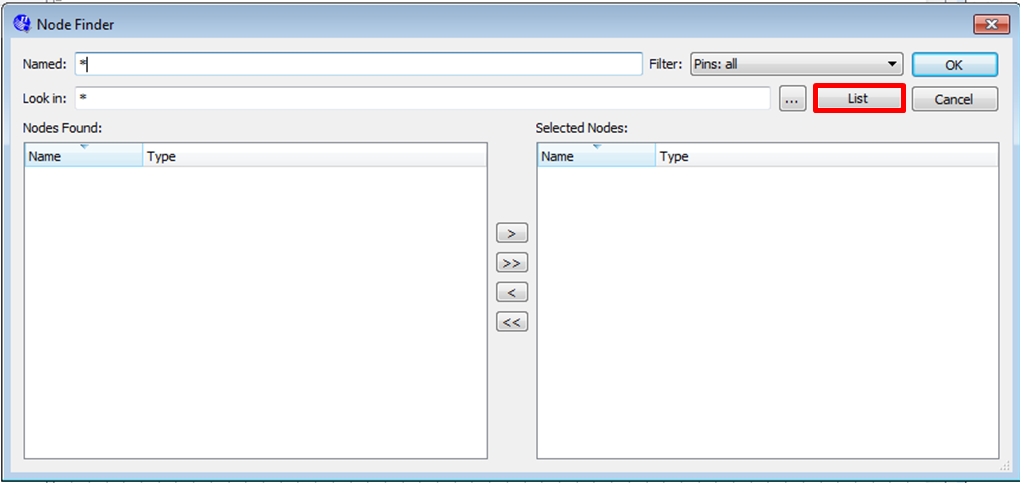 Node Finder
Named: * Filter: Pins: all OK
Look in: * ... List Cancel
Nodes Found: Selected Nodes:
Name Type Name Type
>
>>
<
<<